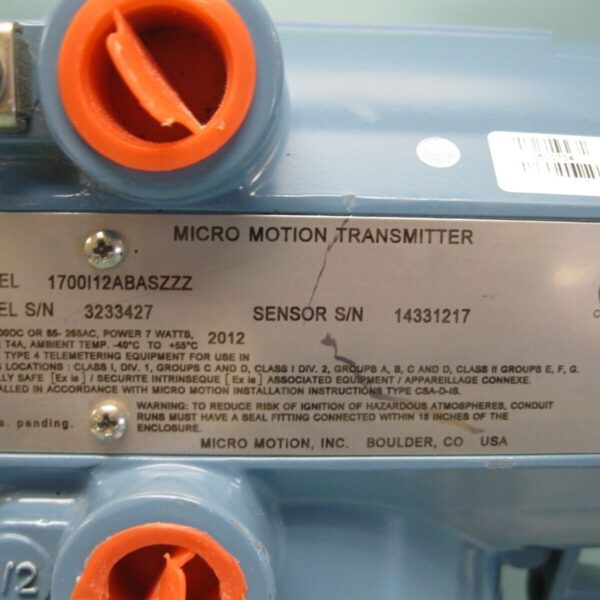 MICRO MOTION TRANSMITTER
EL 1700I12ABASZZZ
EL S/N 3233427 SENSOR S/N 14331217
00DC OR 85- 265AC, POWER 7 WATTS, 2012
E T4A, AMBIENT TEMP. -40°C TO +55°C
TYPE 4 TELEMETERING EQUIPMENT FOR USE IN
S LOCATIONS : CLASS I, DIV. 1, GROUPS C AND D, CLASS I DIV. 2, GROUPS A, B, C AND D, CLASS II GROUPS E, F, G.
LLY SAFE [Ex ia] / SECURITE INTRINSEQUE [Ex ia] ASSOCIATED EQUIPMENT / APPAREILLAGE CONNEXE.
ALLED IN ACCORDANCE WITH MICRO MOTION INSTALLATION INSTRUCTIONS TYPE CSA-D-IS.
WARNING: TO REDUCE RISK OF IGNITION OF HAZARDOUS ATMOSPHERES, CONDUIT
s. pending. RUNS MUST HAVE A SEAL FITTING CONNECTED WITHIN 18 INCHES OF THE
ENCLOSURE.
MICRO MOTION, INC. BOULDER, CO USA
/2